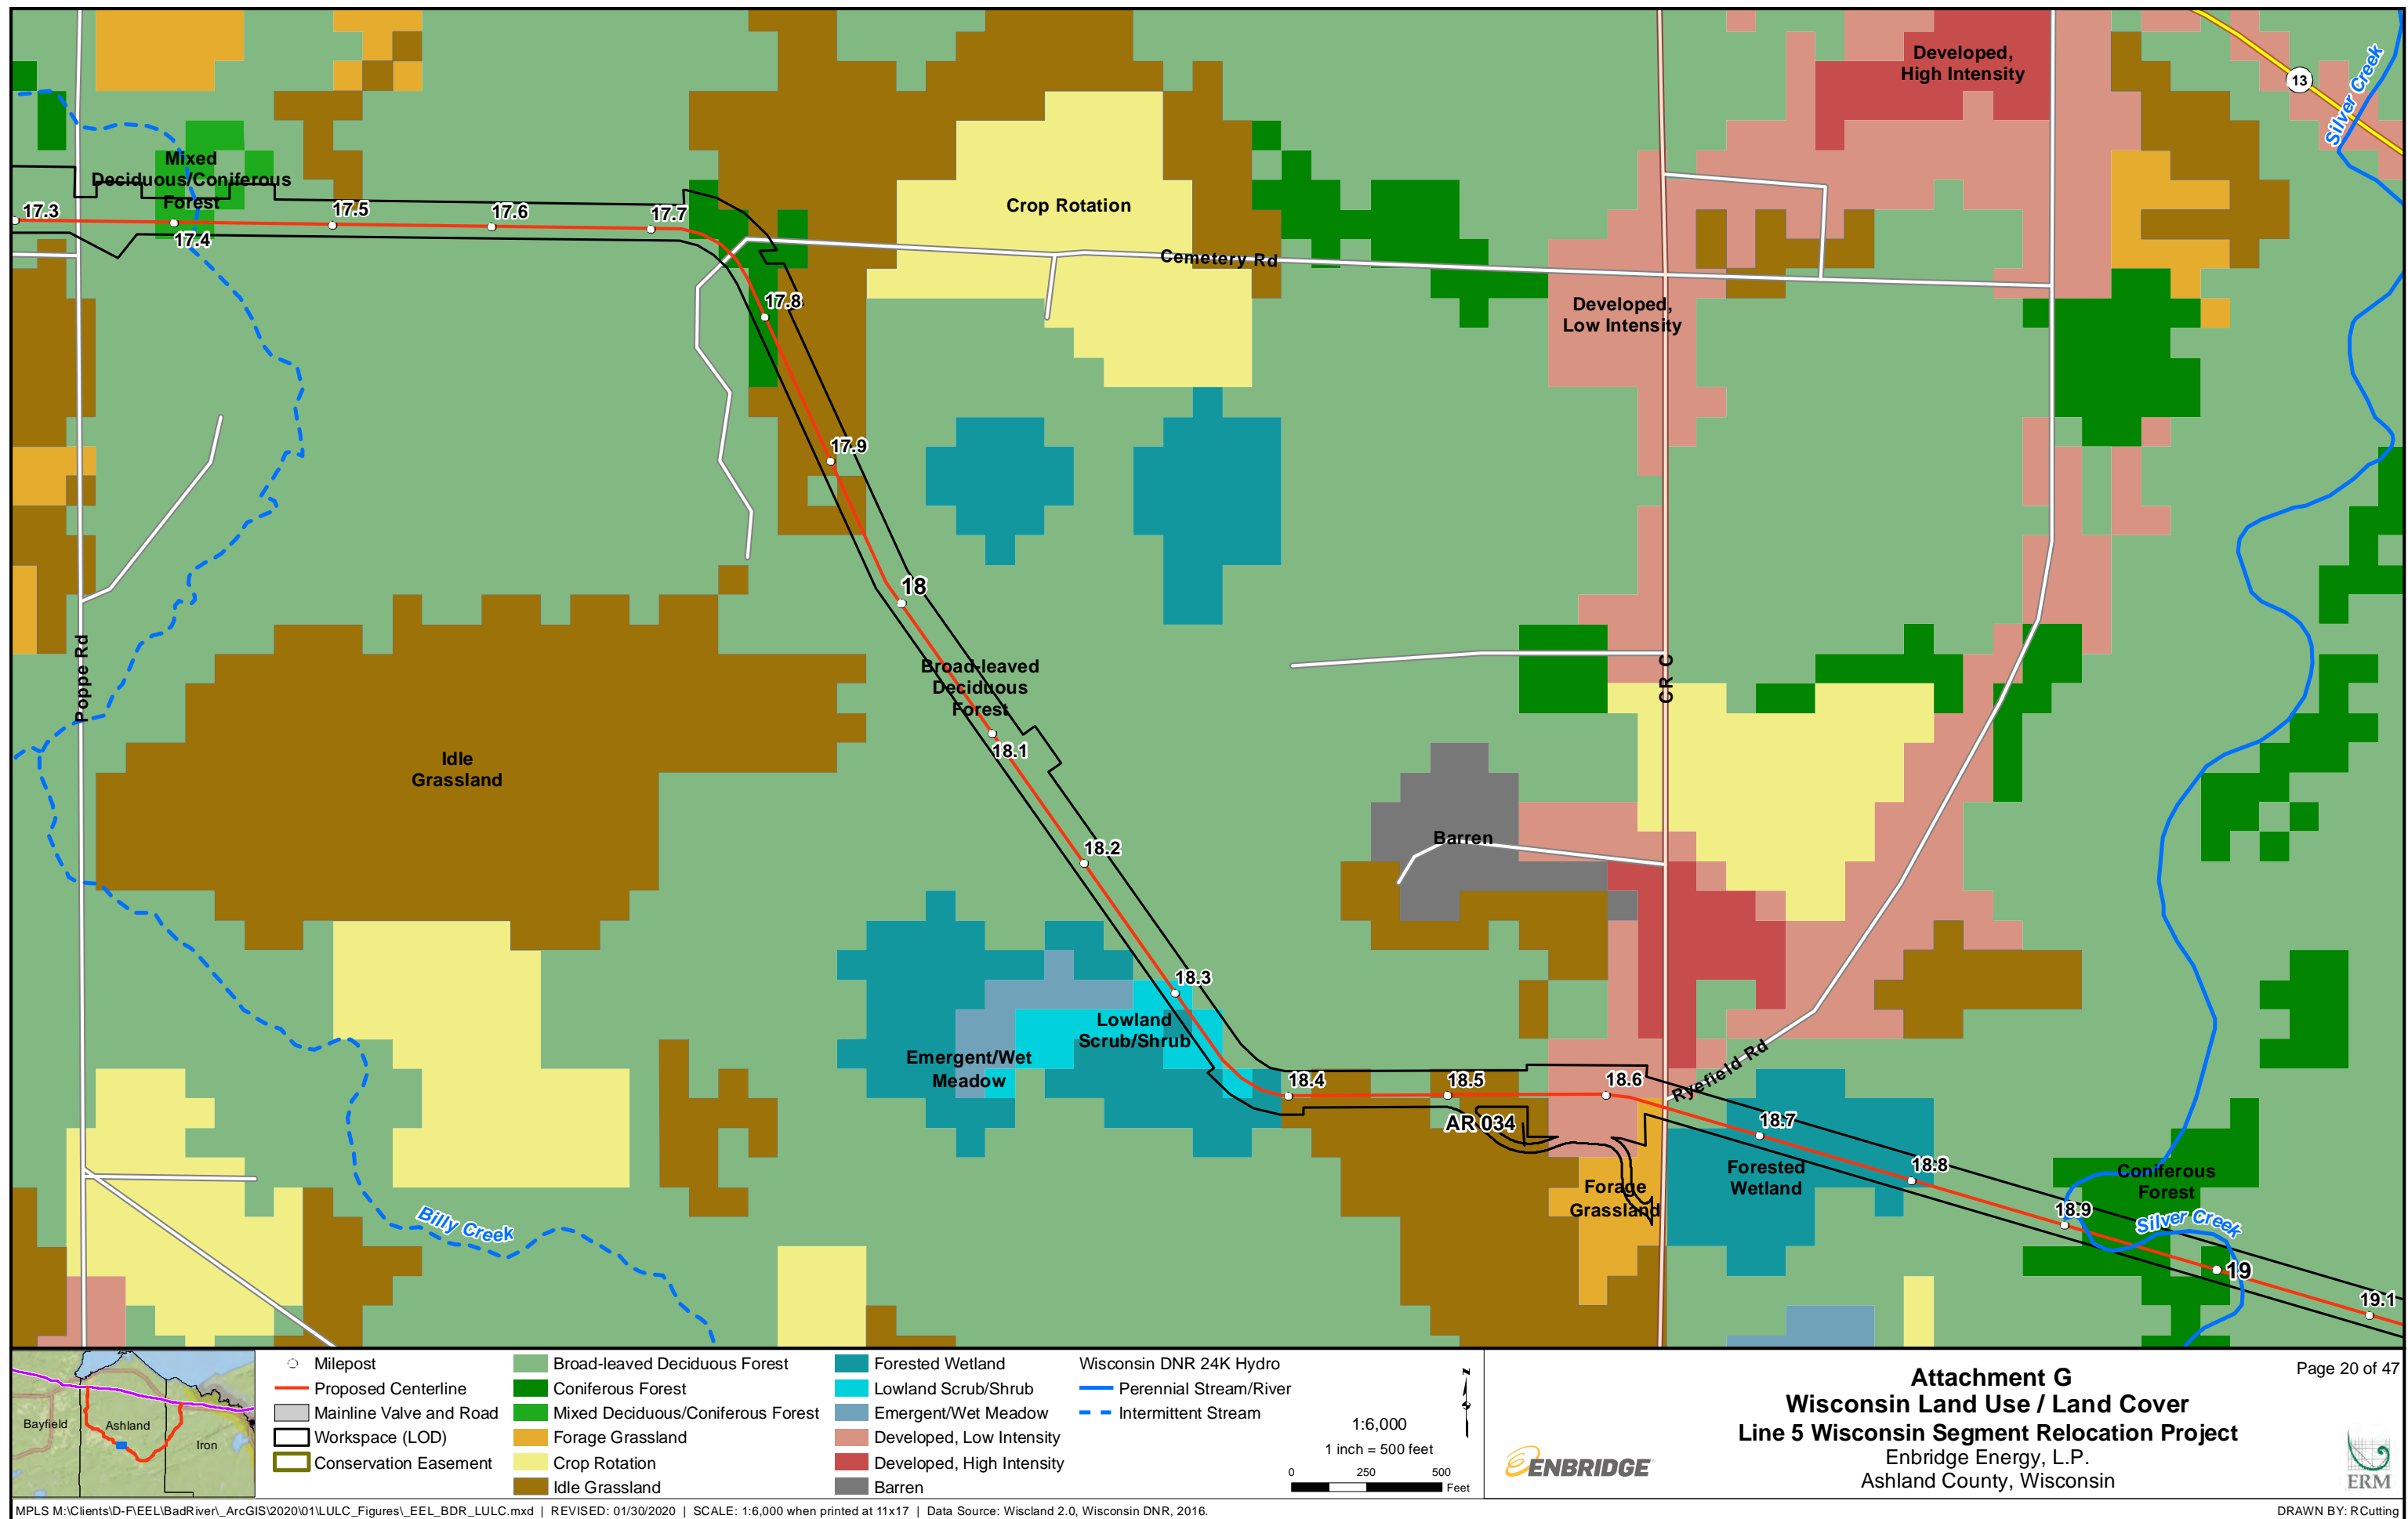 Developed,
High Intensity
13
Silver Creek
Mixed
Deciduous/Coniferous
Forest
17.3
17.4
17.5
17.6
17.7
Crop Rotation
Cemetery Rd
17.8
Developed,
Low Intensity
17.9
18
Poppe Rd
Broad-leaved
Deciduous
Forest
C R C
18.1
Idle
Grassland
18.2
Barren
18.3
Lowland
Scrub/Shrub
Emergent/Wet
Meadow
18.4
18.5
18.6
Ryefield Rd
AR 034
18.7
18.8
Forested
Wetland
Forage
Grassland
Coniferous
Forest
18.9
Silver Creek
Billy Creek
19
19.1
Bayfield
Ashland
Iron
Milepost
Proposed Centerline
Mainline Valve and Road
Workspace (LOD)
Conservation Easement
Broad-leaved Deciduous Forest
Coniferous Forest
Mixed Deciduous/Coniferous Forest
Forage Grassland
Crop Rotation
Idle Grassland
Forested Wetland
Lowland Scrub/Shrub
Emergent/Wet Meadow
Developed, Low Intensity
Developed, High Intensity
Barren
Wisconsin DNR 24K Hydro
Perennial Stream/River
Intermittent Stream
N
1:6,000
1 inch = 500 feet
0 250 500
Feet
ENBRIDGE
Attachment G
Wisconsin Land Use / Land Cover
Line 5 Wisconsin Segment Relocation Project
Enbridge Energy, L.P.
Ashland County, Wisconsin
Page 20 of 47
ERM
MPLS M:\Clients\D-F\EEL\BadRiver\_ArcGIS\2020\01\LULC_Figures\_EEL_BDR_LULC.mxd | REVISED: 01/30/2020 | SCALE: 1:6,000 when printed at 11x17 | Data Source: Wiscland 2.0, Wisconsin DNR, 2016.
DRAWN BY: RCutting